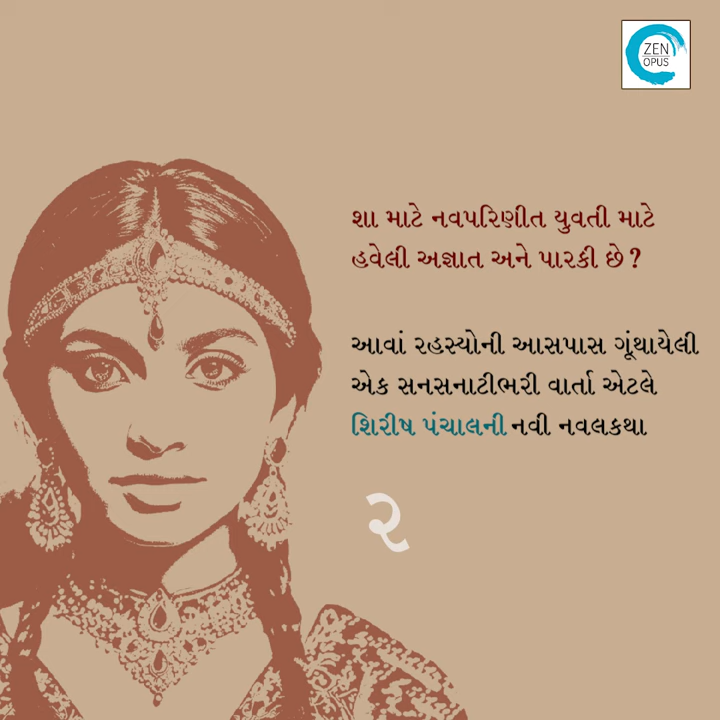 ZEN
OPUS
શા માટે નવપરિણીત યુવતી માટે
હવેલી અજ્ઞાત અને પારકી છે ?
આવાં રહસ્યોની આસપાસ ગૂંથાયેલી
એક સનસનાટીભરી વાર્તા એટલે
શિરીષ પંચાલની નવી નવલકથા
૨